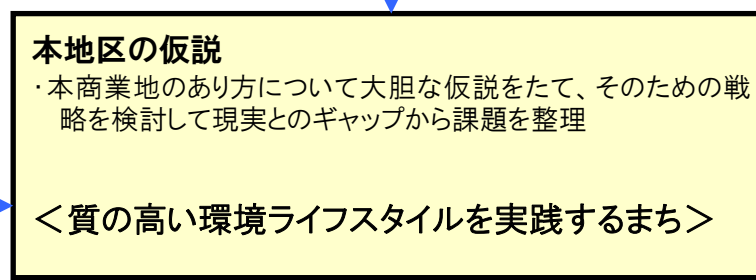 本地区の仮説
・本商業地のあり方について大胆な仮説をたて、そのための戦
略を検討して現実とのギャップから課題を整理
＜質の高い環境ライフスタイルを実践するまち＞